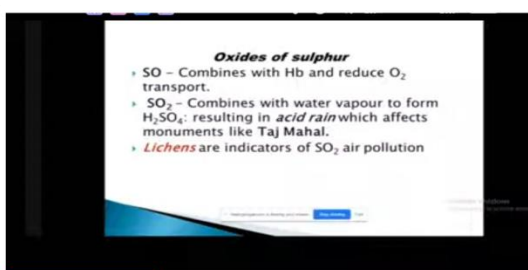 Oxides of sulphur
SO – Combines with Hb and reduce O₂
transport.
SO₂ – Combines with water vapour to form
H₂SO₄: resulting in acid rain which affects
monuments like Taj Mahal.
Lichens are indicators of SO₂ air pollution